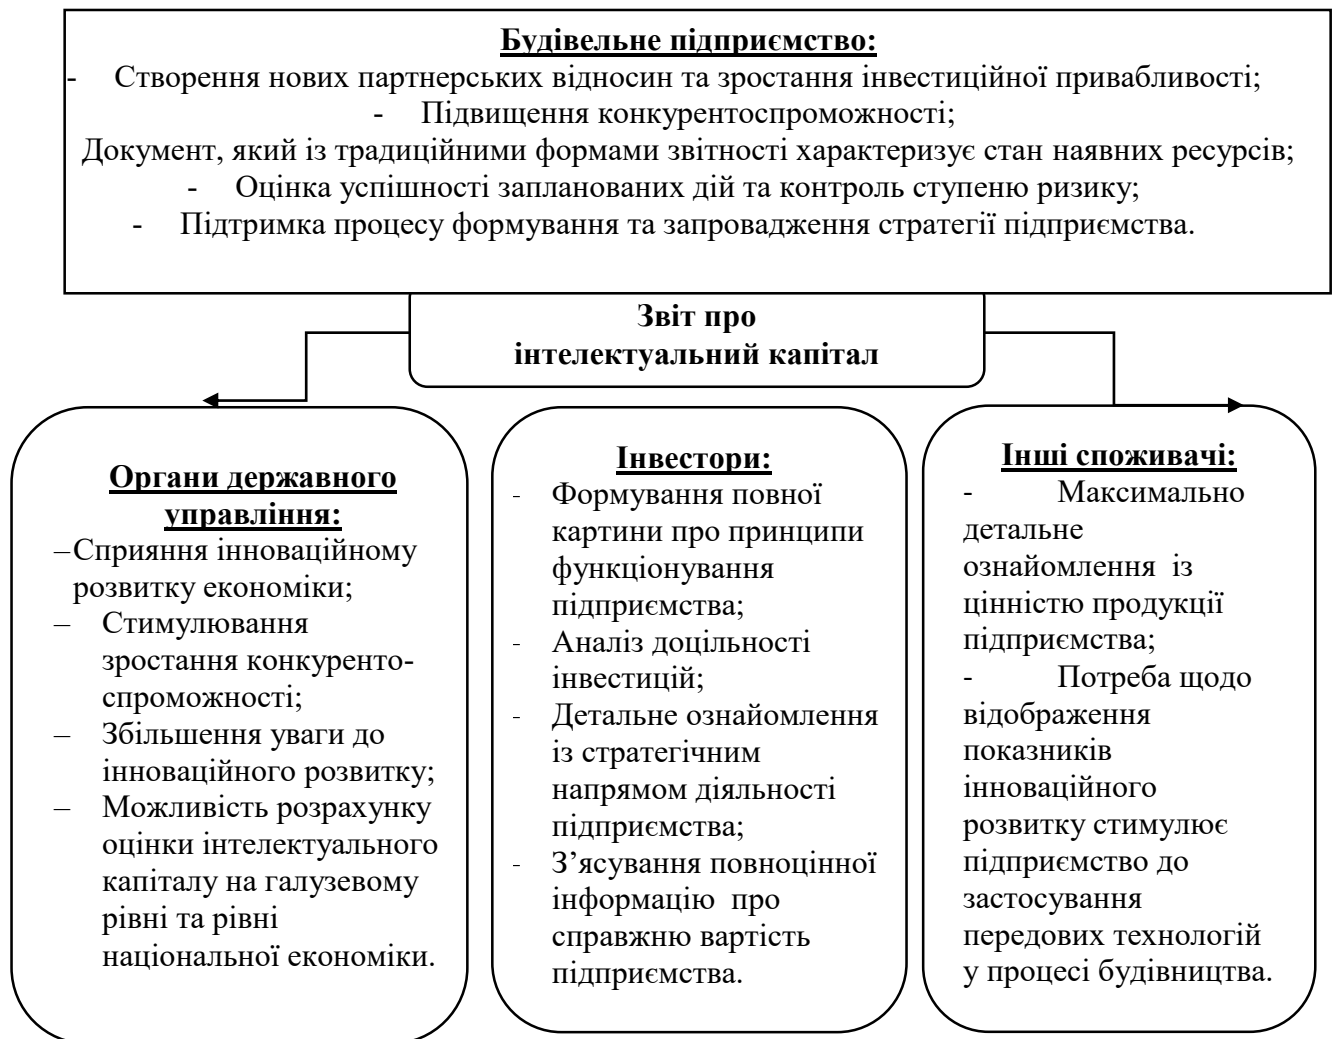 Будівельне підприємство:
- Створення нових партнерських відносин та зростання інвестиційної привабливості;
- Підвищення конкурентоспроможності;
Документ, який із традиційними формами звітності характеризує стан наявних ресурсів;
- Оцінка успішності запланованих дій та контроль ступеню ризику;
- Підтримка процесу формування та запровадження стратегії підприємства.
Звіт про
інтелектуальний капітал
Органи державного
управління:
–Сприяння інноваційному
розвитку економіки;
– Стимулювання
зростання конкуренто-
спроможності;
– Збільшення уваги до
інноваційного розвитку;
– Можливість розрахунку
оцінки інтелектуального
капіталу на галузевому
рівні та рівні
національної економіки.
Інвестори:
- Формування повної
картини про принципи
функціонування
підприємства;
- Аналіз доцільності
інвестицій;
- Детальне ознайомлення
із стратегічним
напрямом діяльності
підприємства;
- З’ясування повноцінної
інформацію про
справжню вартість
підприємства.
Інші споживачі:
- Максимально
детальне
ознайомлення із
цінністю продукції
підприємства;
- Потреба щодо
відображення
показників
інноваційного
розвитку стимулює
підприємство до
застосування
передових технологій
у процесі будівництва.